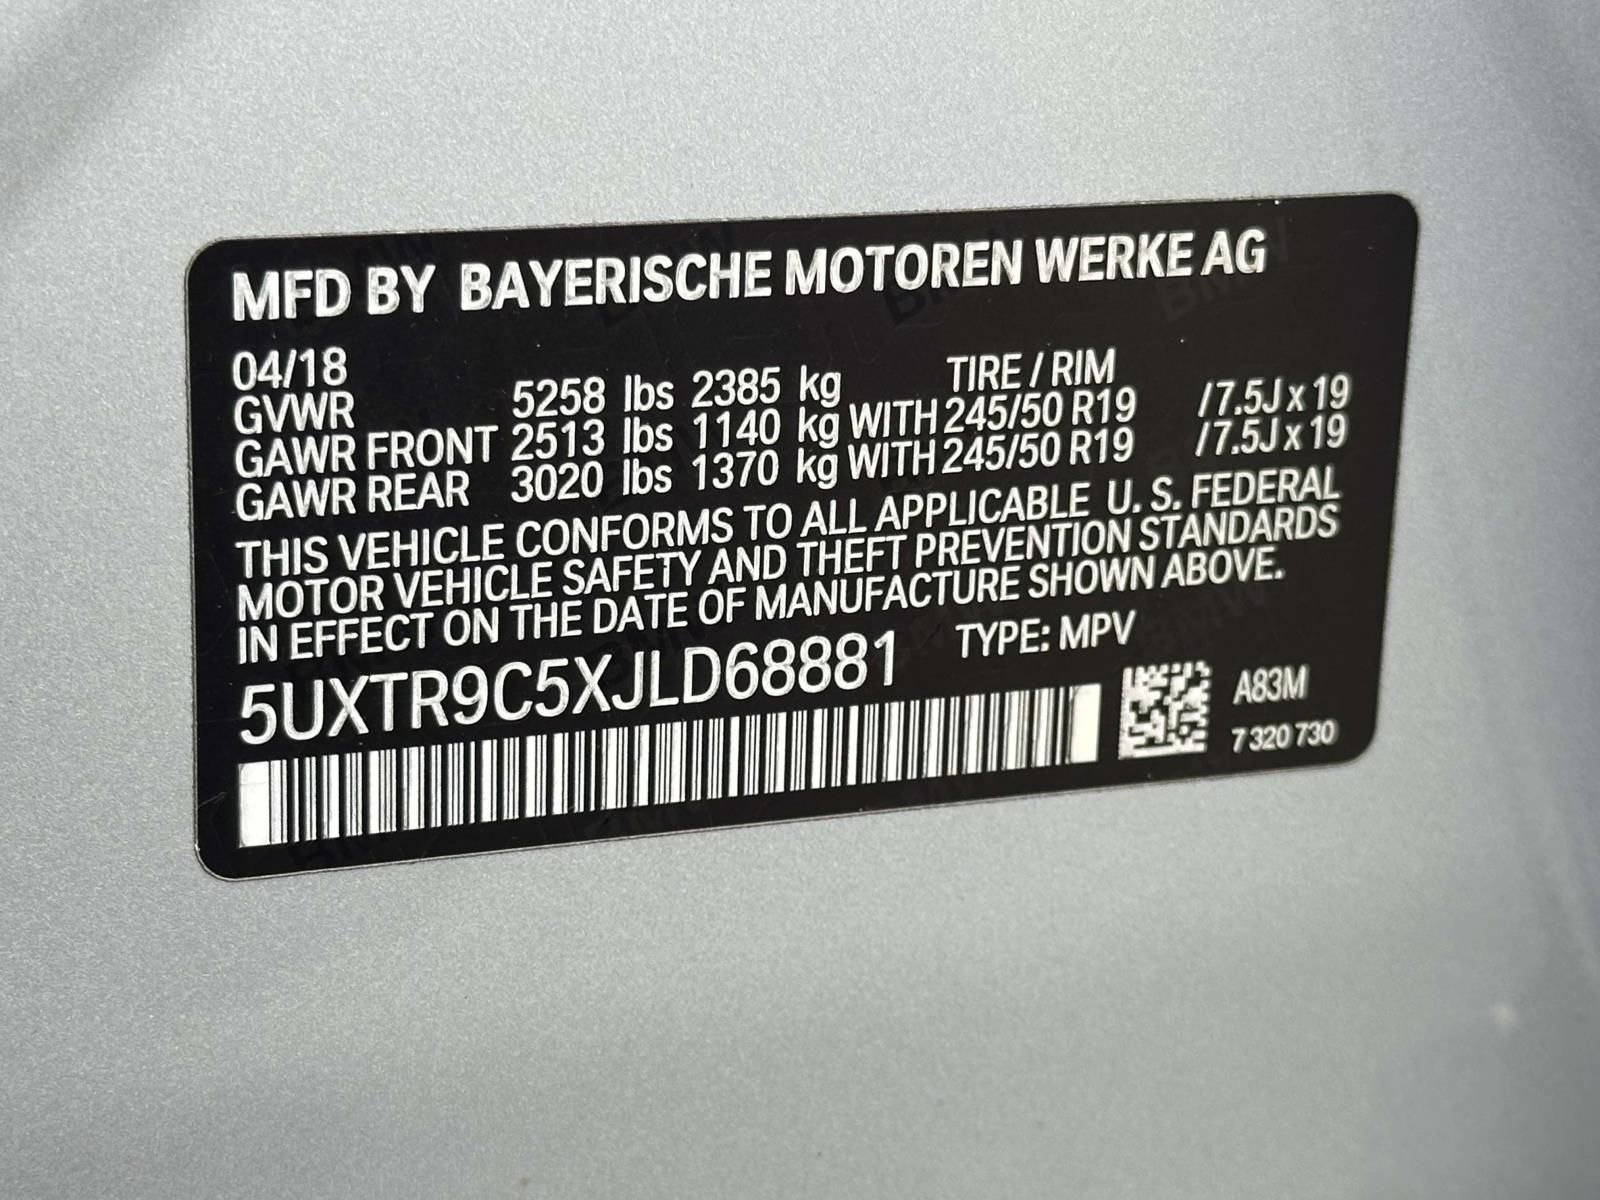 MFD BY BAYERISCHE MOTOREN WERKE AG
04/18 TIRE / RIM
GVWR 5258 lbs 2385 kg
GAWR FRONT 2513 lbs 1140 kg WITH 245/50 R19 /7.5J x 19
GAWR REAR 3020 lbs 1370 kg WITH 245/50 R19 /7.5J x 19
THIS VEHICLE CONFORMS TO ALL APPLICABLE U. S. FEDERAL
MOTOR VEHICLE SAFETY AND THEFT PREVENTION STANDARDS
IN EFFECT ON THE DATE OF MANUFACTURE SHOWN ABOVE.
5UXTR9C5XJLD68881 TYPE: MPV
A83M
7 320 730